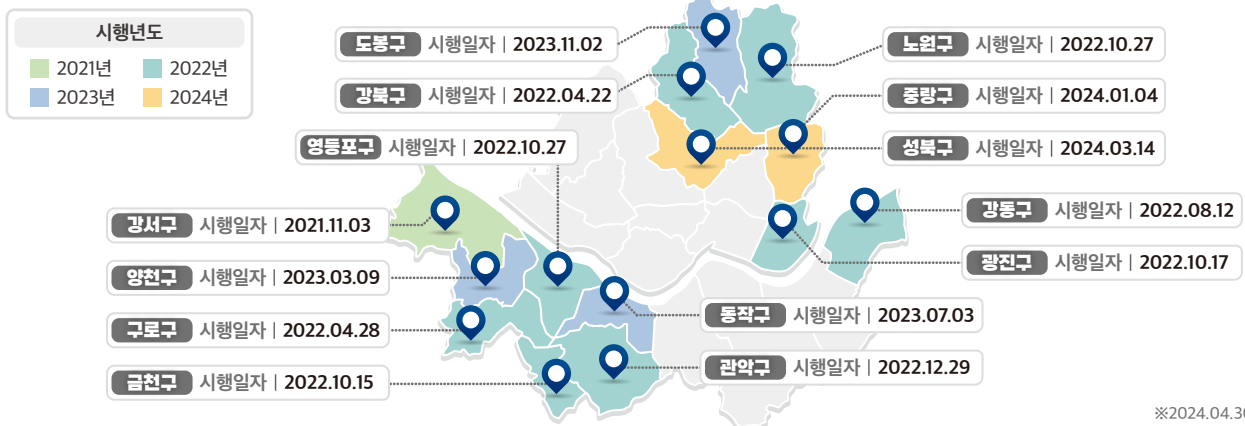 시행년도
2021년 2022년
2023년 2024년
도봉구 시행일자 | 2023.11.02
강북구 시행일자 | 2022.04.22
영등포구 시행일자 | 2022.10.27
강서구 시행일자 | 2021.11.03
양천구 시행일자 | 2023.03.09
구로구 시행일자 | 2022.04.28
금천구 시행일자 | 2022.10.15
노원구 시행일자 | 2022.10.27
중랑구 시행일자 | 2024.01.04
성북구 시행일자 | 2024.03.14
강동구 시행일자 | 2022.08.12
광진구 시행일자 | 2022.10.17
동작구 시행일자 | 2023.07.03
관악구 시행일자 | 2022.12.29
※2024.04.30